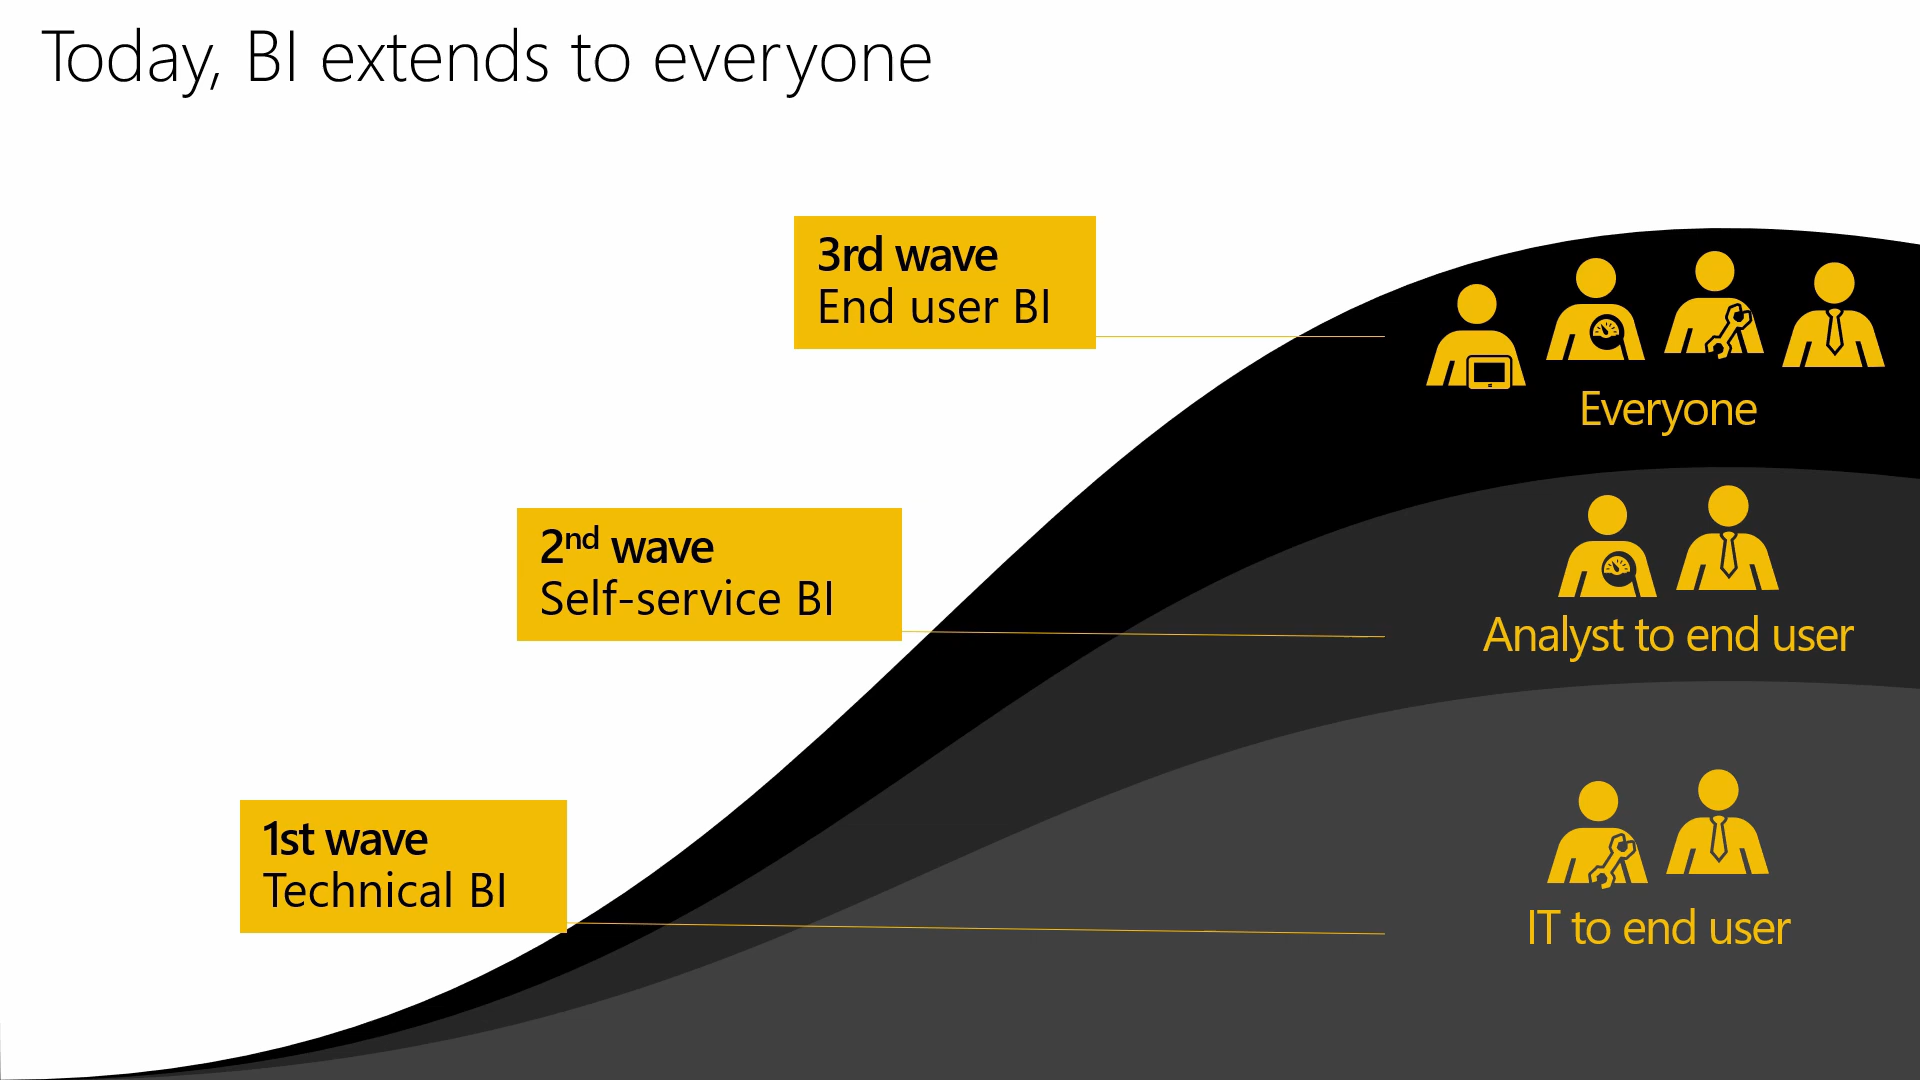 Today, BI extends to everyone
3rd wave
End user BI
Everyone
2nd wave
Self-service BI
Analyst to end user
1st wave
Technical BI
IT to end user